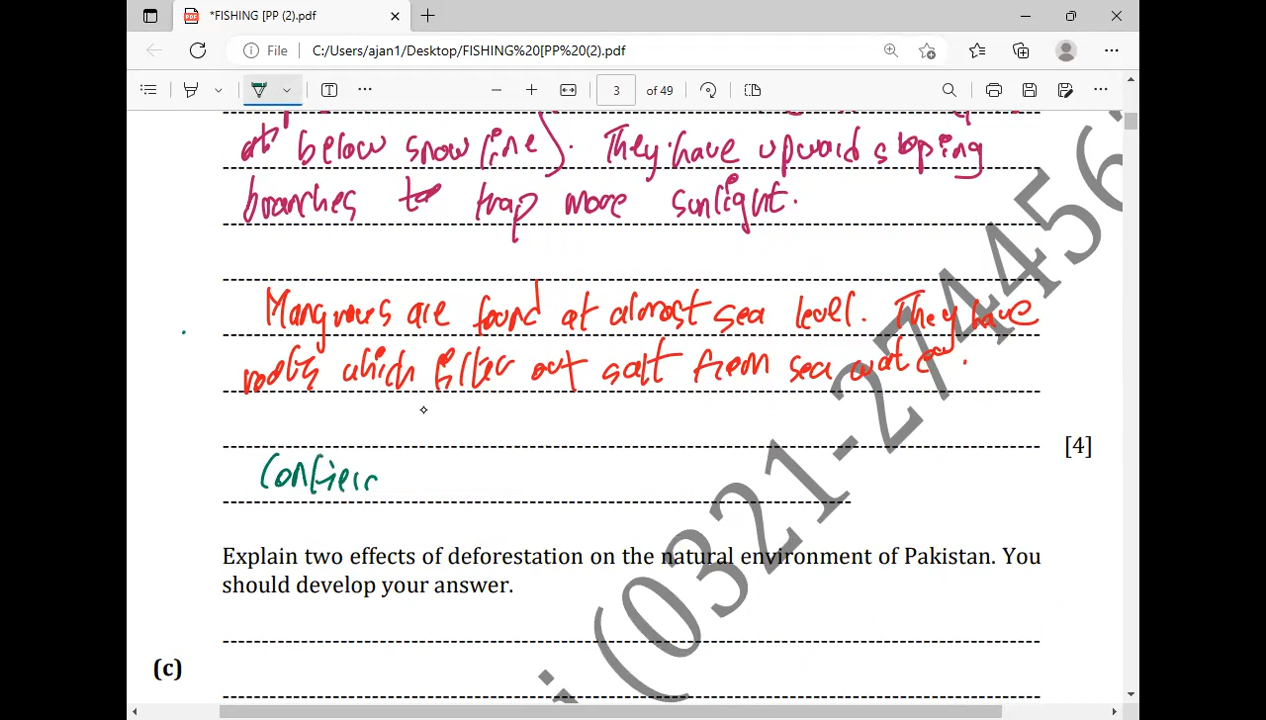 *FISHING [PP (2).pdf
File C:/Users/ajan1/Desktop/FISHING%20[PP%20(2).pdf
3 of 49
at below snow line). They have upward sloping
branches to trap more sunlight.
Mangroves are found at almost sea level. They have
roots which filter out salt from sea water.
[4]
Confier
Explain two effects of deforestation on the natural environment of Pakistan. You
should develop your answer.
(c)
(0321-274456